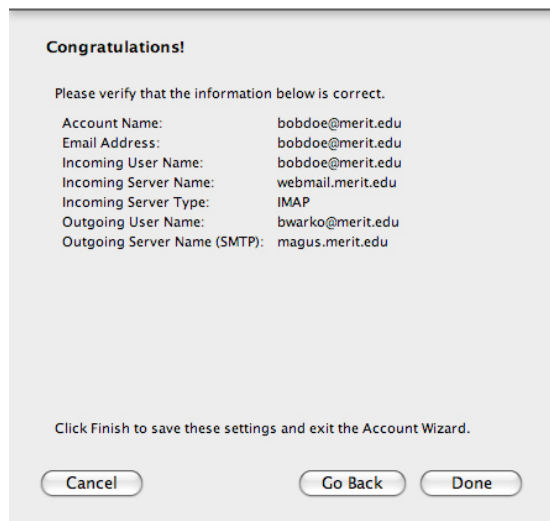 Congratulations!
Please verify that the information below is correct.
Account Name: bobdoe@merit.edu
Email Address: bobdoe@merit.edu
Incoming User Name: bobdoe@merit.edu
Incoming Server Name: webmail.merit.edu
Incoming Server Type: IMAP
Outgoing User Name: bwarko@merit.edu
Outgoing Server Name (SMTP): magus.merit.edu
Click Finish to save these settings and exit the Account Wizard.
Cancel Go Back Done